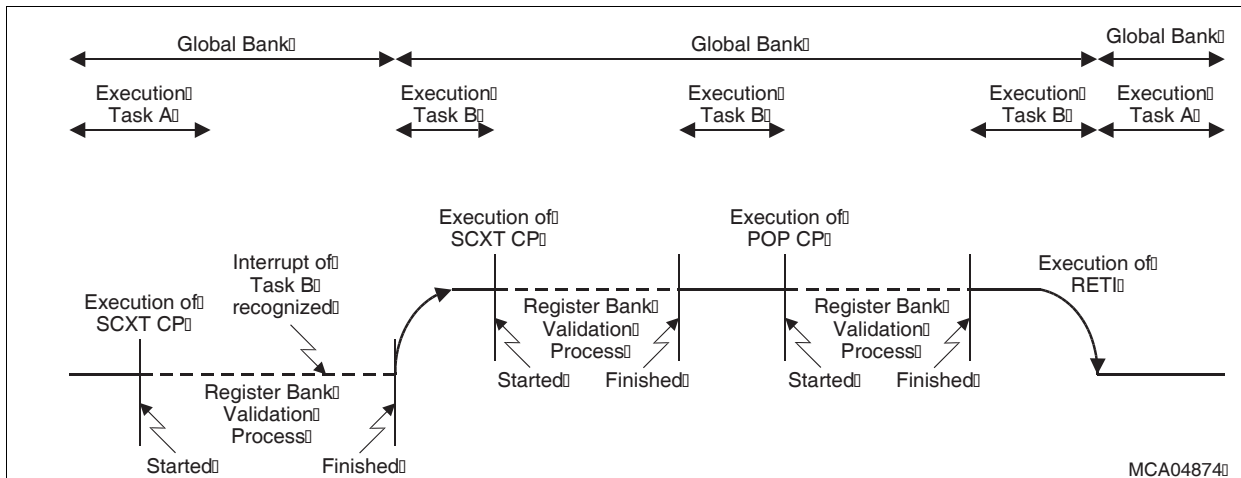 Global Bank
Global Bank
Global Bank
Execution
Task A
Execution
Task B
Execution
Task B
Execution
Task B
Execution
Task A
Execution of
SCXT CP
Execution of
POP CP
Interrupt of
Task B
recognized
Execution of
RETI
Execution of
SCXT CP
Register Bank
Validation
Process
Register Bank
Validation
Process
Started
Finished
Started
Finished
Register Bank
Validation
Process
Started
Finished
MCA04874